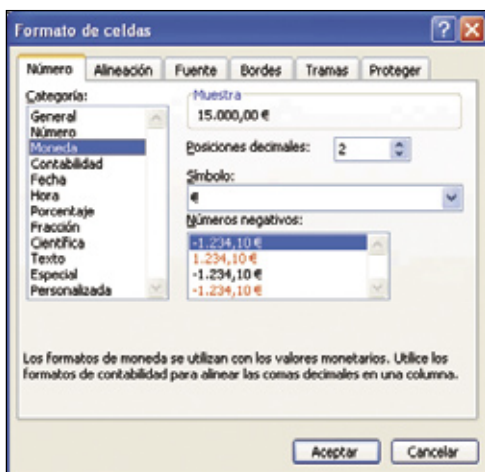 Formato de celdas
Número Alineación Fuente Bordes Tramas Proteger
Categoría:
General
Número
Moneda
Contabilidad
Fecha
Hora
Porcentaje
Fracción
Científica
Texto
Especial
Personalizada
Muestra
15.000,00 €
Posiciones decimales: 2
Símbolo:
€
Números negativos:
-1.234,10 €
1.234,10 €
-1.234,10 €
-1.234,10 €
Los formatos de moneda se utilizan con los valores monetarios. Utilice los
formatos de contabilidad para alinear las comas decimales en una columna.
Aceptar Cancelar